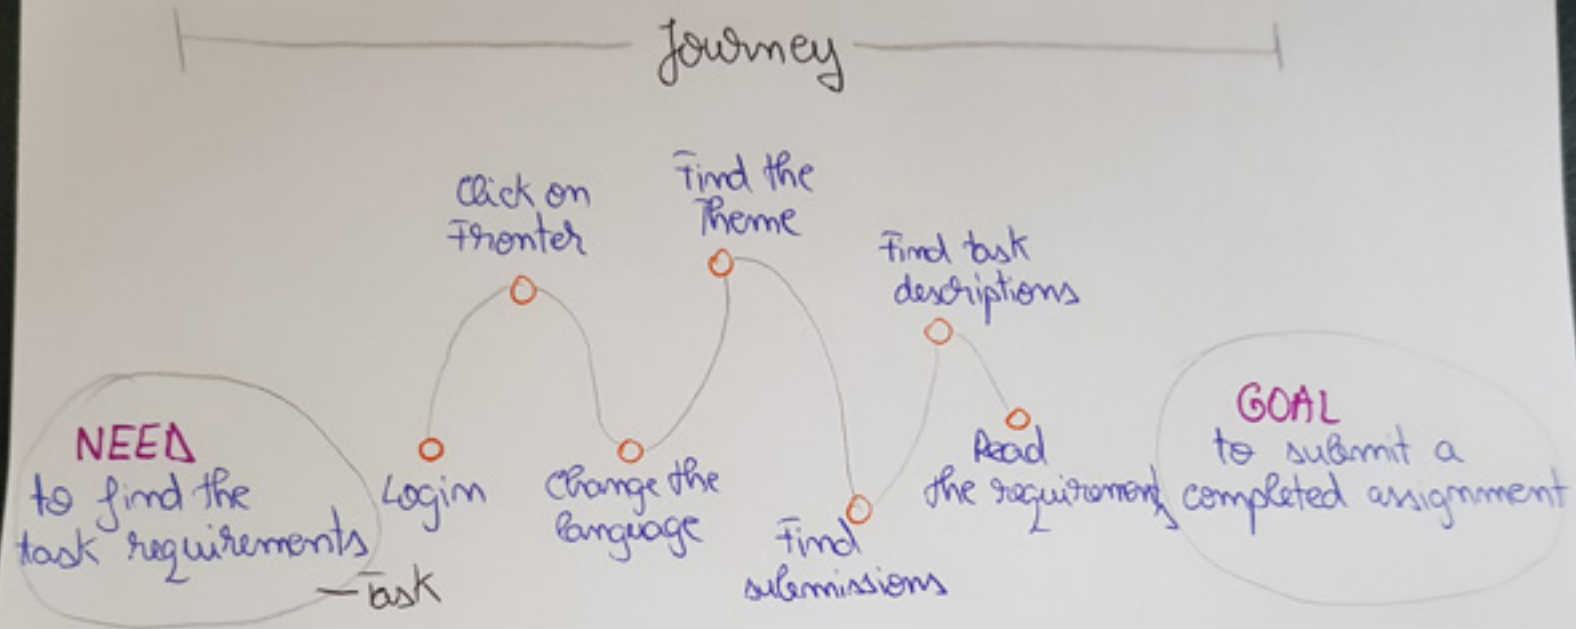 Journey
Click on
Fronter
Find the
Theme
Find task
descriptions
NEED
to find the
task requirements
Task
Login
Change the
language
Find
submissions
Read
the requirements
GOAL
to submit a
completed assignment